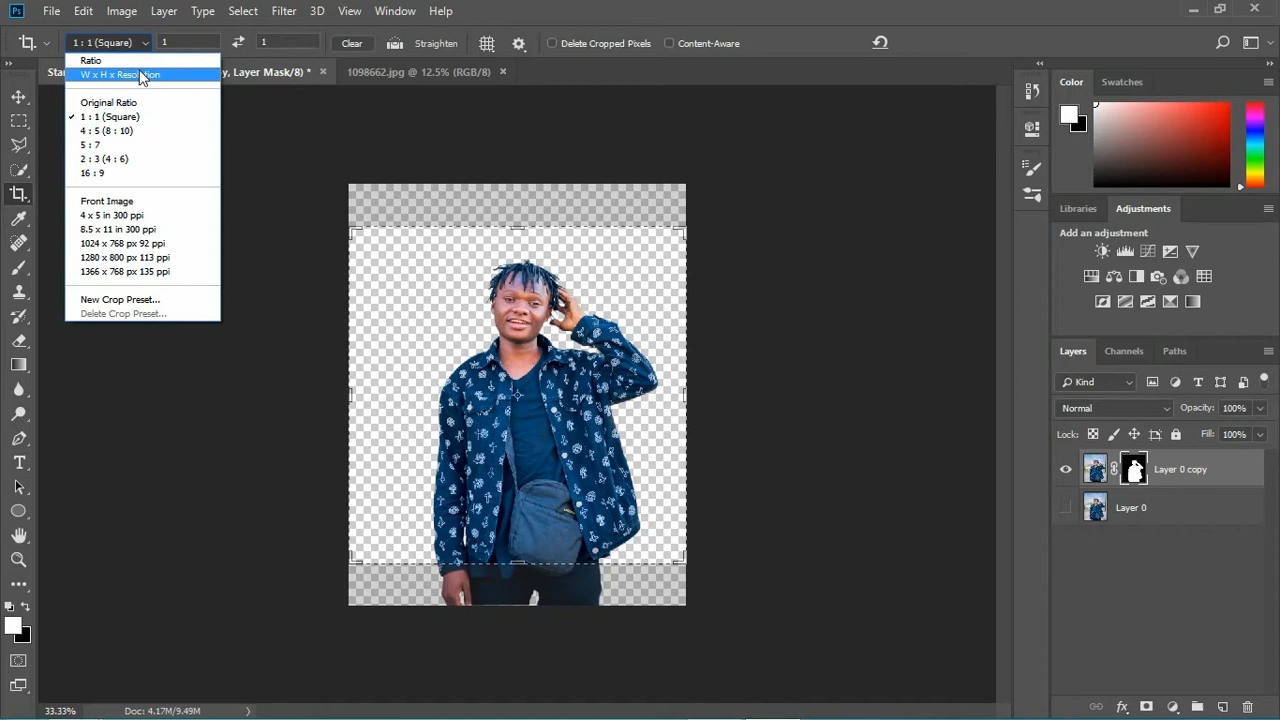 Ps File Edit Image Layer Type Select Filter 3D View Window Help
1 : 1 (Square) 1 1 Clear Straighten Delete Cropped Pixels Content-Aware
y, Layer Mask/8) * × 1098662.jpg @ 12.5% (RGB/8) ×
Ratio
W x H x Resolution
Original Ratio
1 : 1 (Square)
4 : 5 (8 : 10)
5 : 7
2 : 3 (4 : 6)
16 : 9
Front Image
4 x 5 in 300 ppi
8.5 x 11 in 300 ppi
1024 x 768 px 92 ppi
1280 x 800 px 113 ppi
1366 x 768 px 135 ppi
New Crop Preset...
Delete Crop Preset...
Color Swatches
Libraries Adjustments
Add an adjustment
Layers Channels Paths
Kind
Normal Opacity: 100%
Lock: Fill: 100%
Layer 0 copy
Layer 0
33.33% Doc: 4.17M/9.49M